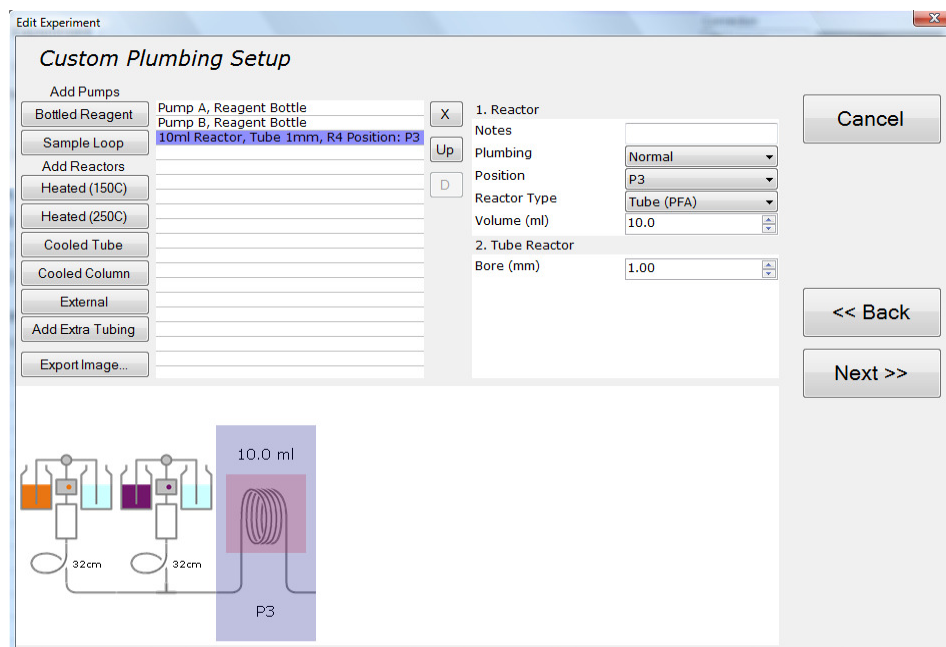 Edit Experiment
X
Custom Plumbing Setup
Add Pumps
Bottled Reagent
Sample Loop
Add Reactors
Heated (150C)
Heated (250C)
Cooled Tube
Cooled Column
External
Add Extra Tubing
Export Image...
Pump A, Reagent Bottle
Pump B, Reagent Bottle
10ml Reactor, Tube 1mm, R4 Position: P3
X
Up
D
1. Reactor
Notes
Plumbing Normal
Position P3
Reactor Type Tube (PFA)
Volume (ml) 10.0
2. Tube Reactor
Bore (mm) 1.00
Cancel
<< Back
Next >>
10.0 ml
32cm 32cm
P3